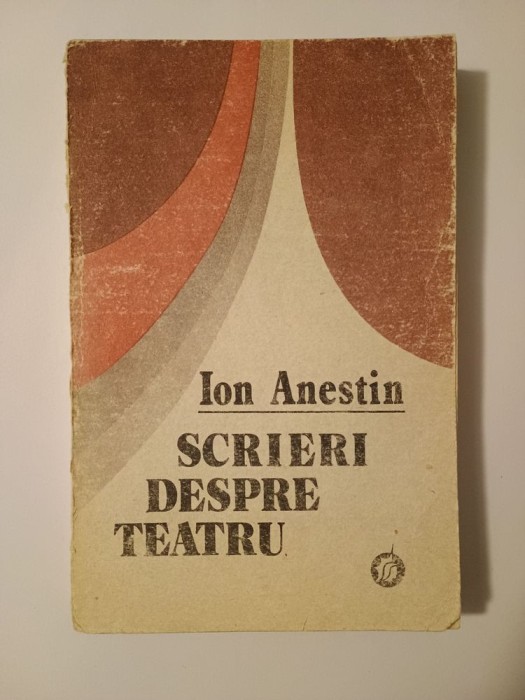 Ion Anestin
SCRIERI
DESPRE
TEATRU